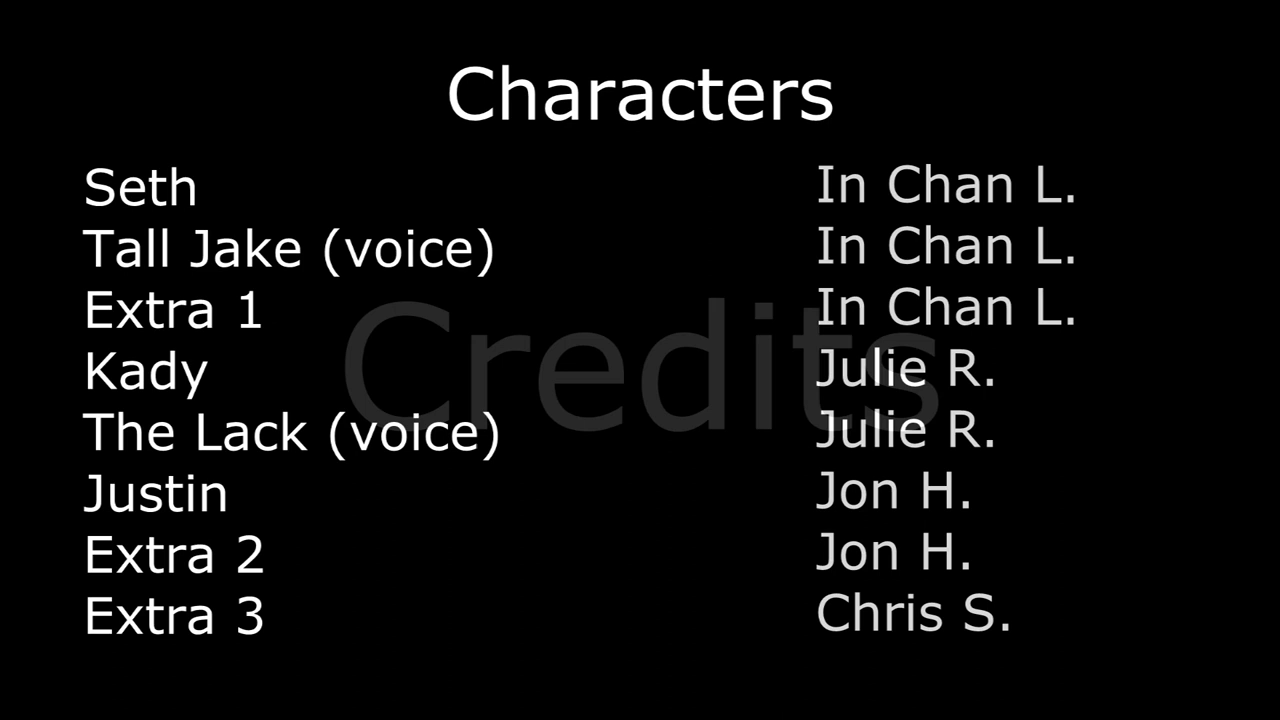 Characters
Seth In Chan L.
Tall Jake (voice) In Chan L.
Extra 1 In Chan L.
Credits
Kady Julie R.
The Lack (voice) Julie R.
Justin Jon H.
Extra 2 Jon H.
Extra 3 Chris S.